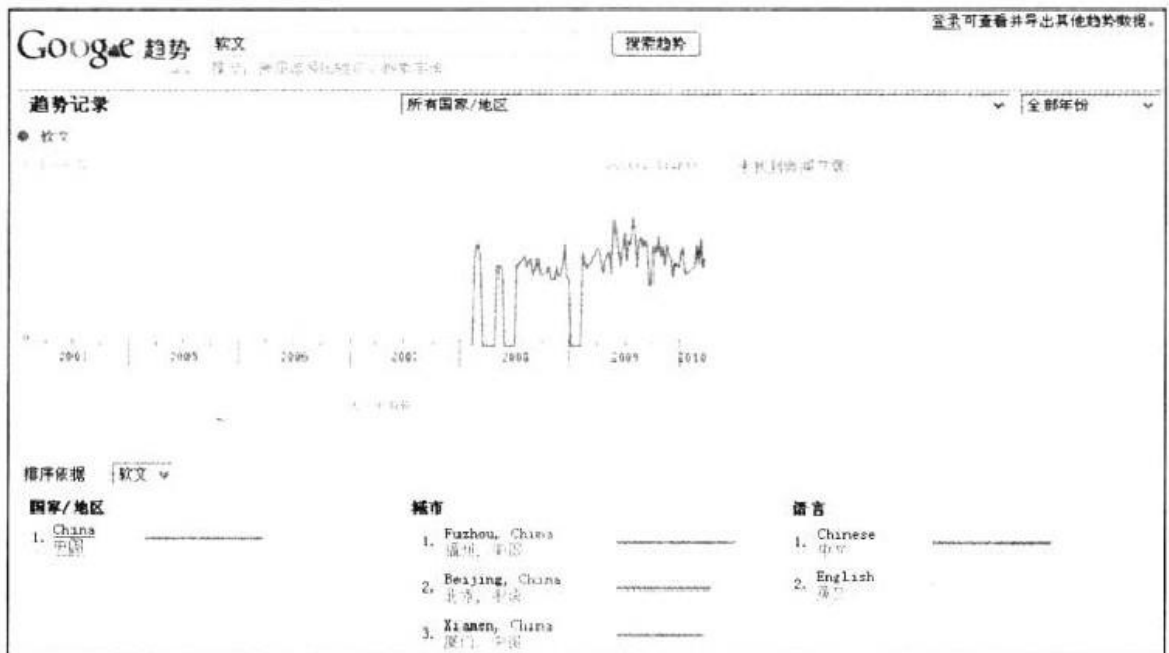 登录可查看并导出其他趋势数据。
Google 趋势 软文 搜索趋势
趋势记录 所有国家/地区 全部年份
软文
0
2005 2006 2008 2009 2010
排序依据 软文
国家/地区 城市 语言
1. China
中国
1. Fuzhou, China
福州, 中国
2. Beijing, China
3. Xiamen, China
厦门, 中国
1. Chinese
中文
2. English